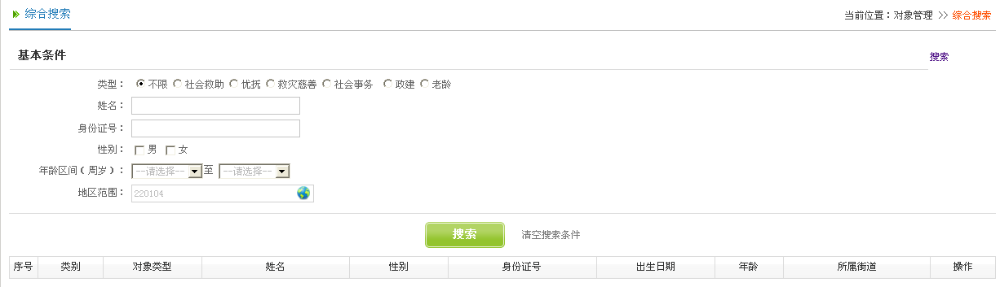 综合搜索
当前位置：对象管理 >> 综合搜索
基本条件
搜索
类型： 不限 社会救助 优抚 救灾慈善 社会事务 政建 老龄
姓名：
身份证号：
性别： 男 女
年龄区间（周岁）： --请选择-- 至 --请选择--
地区范围： 220104
搜索 清空搜索条件
序号 类别 对象类型 姓名 性别 身份证号 出生日期 年龄 所属街道 操作